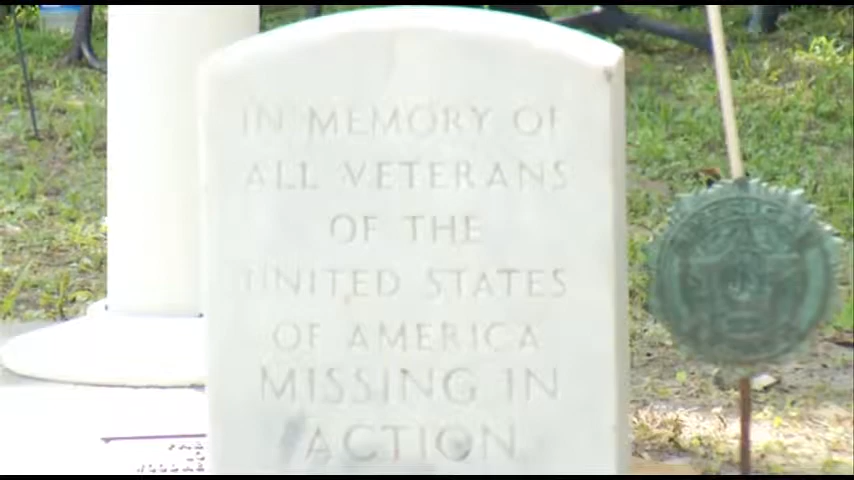 IN MEMORY OF
ALL VETERANS
OF THE
UNITED STATES
OF AMERICA
MISSING IN
ACTION